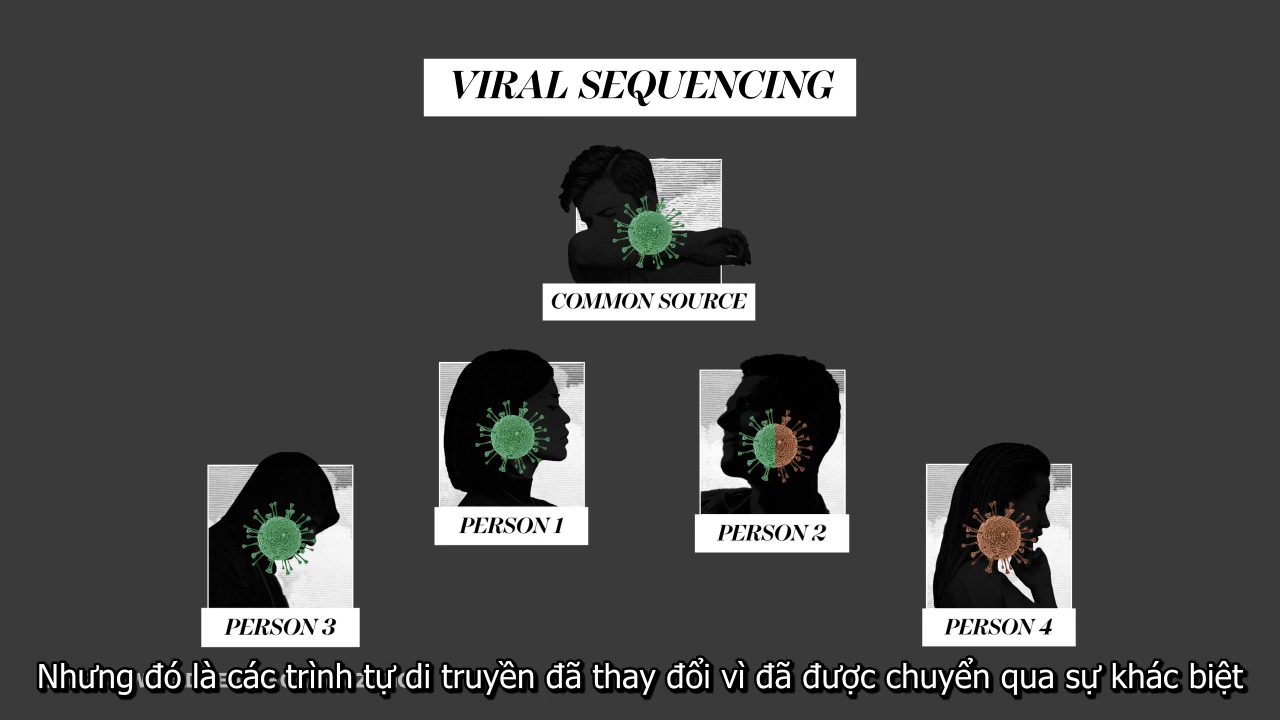 VIRAL SEQUENCING
COMMON SOURCE
PERSON 1
PERSON 2
PERSON 3
PERSON 4
Nhưng đó là các trình tự di truyền đã thay đổi vì đã được chuyển qua sự khác biệt